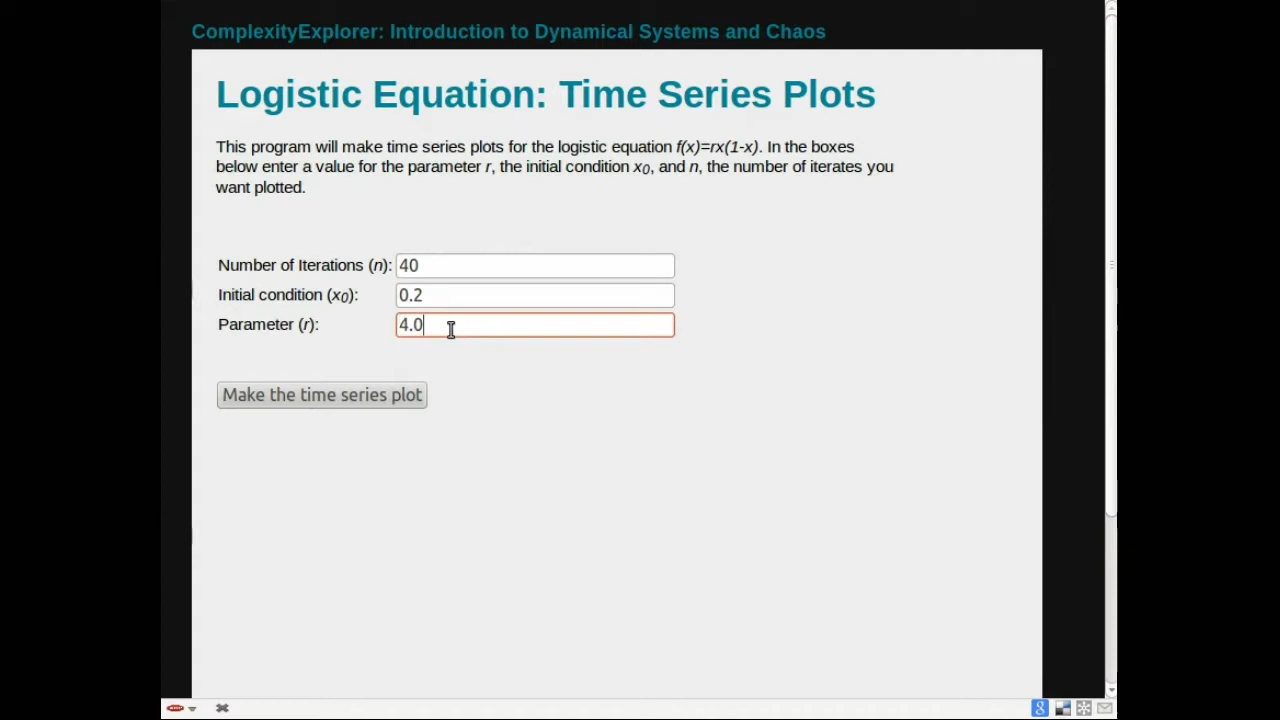 ComplexityExplorer: Introduction to Dynamical Systems and Chaos
Logistic Equation: Time Series Plots
This program will make time series plots for the logistic equation f(x)=rx(1-x). In the boxes
below enter a value for the parameter r, the initial condition x0, and n, the number of iterates you
want plotted.
Number of Iterations (n): 40
Initial condition (x0): 0.2
Parameter (r): 4.0
Make the time series plot